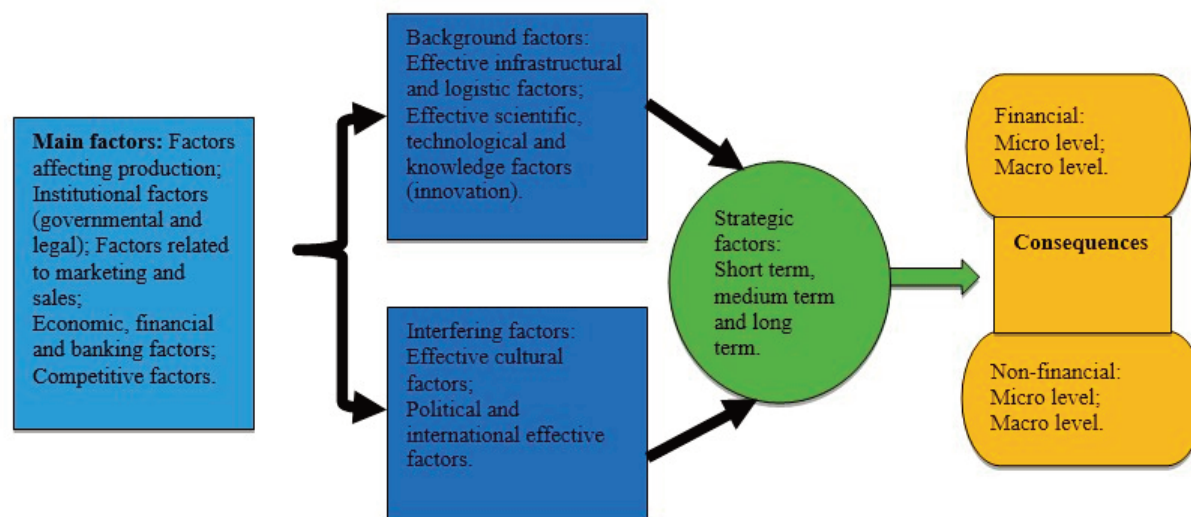 Main factors: Factors
affecting production;
Institutional factors
(governmental and
legal); Factors related
to marketing and
sales;
Economic, financial
and banking factors;
Competitive factors.
Background factors:
Effective infrastructural
and logistic factors;
Effective scientific,
technological and
knowledge factors
(innovation).
Interfering factors:
Effective cultural
factors;
Political and
international effective
factors.
Strategic
factors:
Short term,
medium term
and long
term.
Financial:
Micro level;
Macro level.
Consequences
Non-financial:
Micro level;
Macro level.